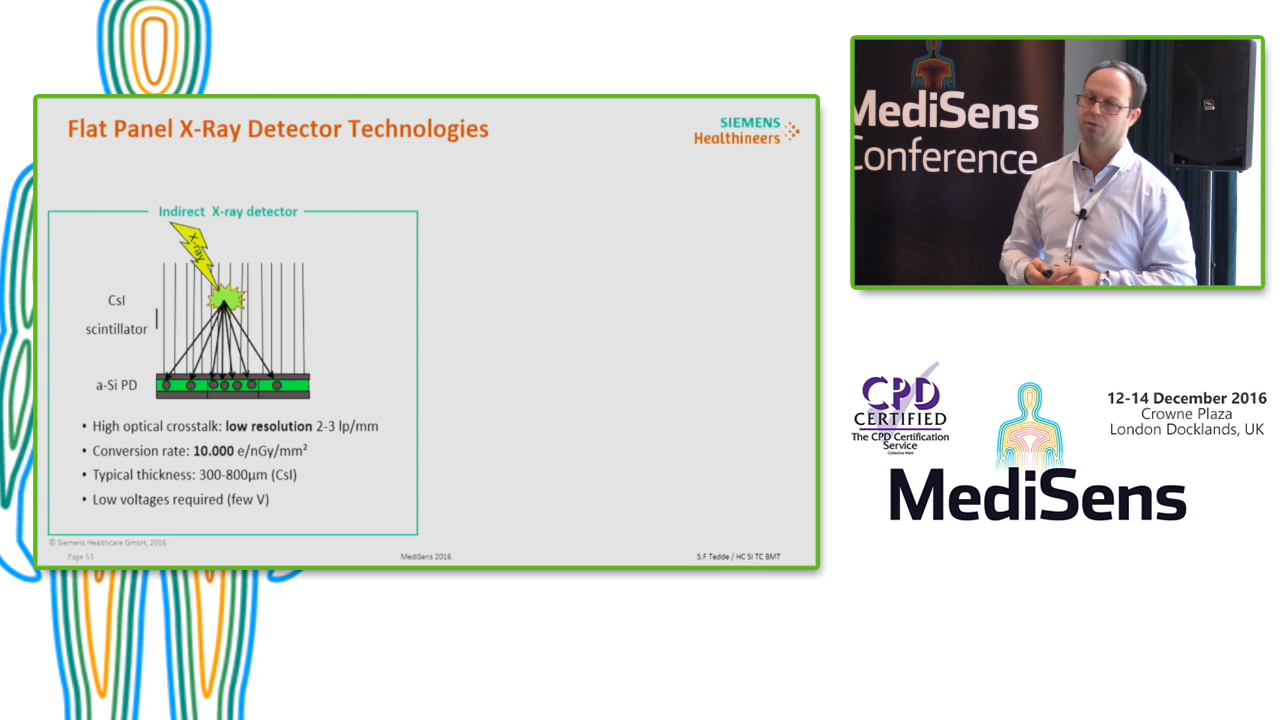 Flat Panel X-Ray Detector Technologies
SIEMENS
Healthineers
Indirect X-ray detector
X-ray
CsI
scintillator
a-Si PD
• High optical crosstalk: low resolution 2-3 lp/mm
• Conversion rate: 10.000 e/nGy/mm²
• Typical thickness: 300-800µm (CsI)
• Low voltages required (few V)
© Siemens Healthcare GmbH, 2016
Page 53
MediSens 2016
S.F.Tedde / HC SI TC BMT
MediSens
Conference
CPD
CERTIFIED
The CPD Certification
Service
Collective Mark
12-14 December 2016
Crowne Plaza
London Docklands, UK
MediSens